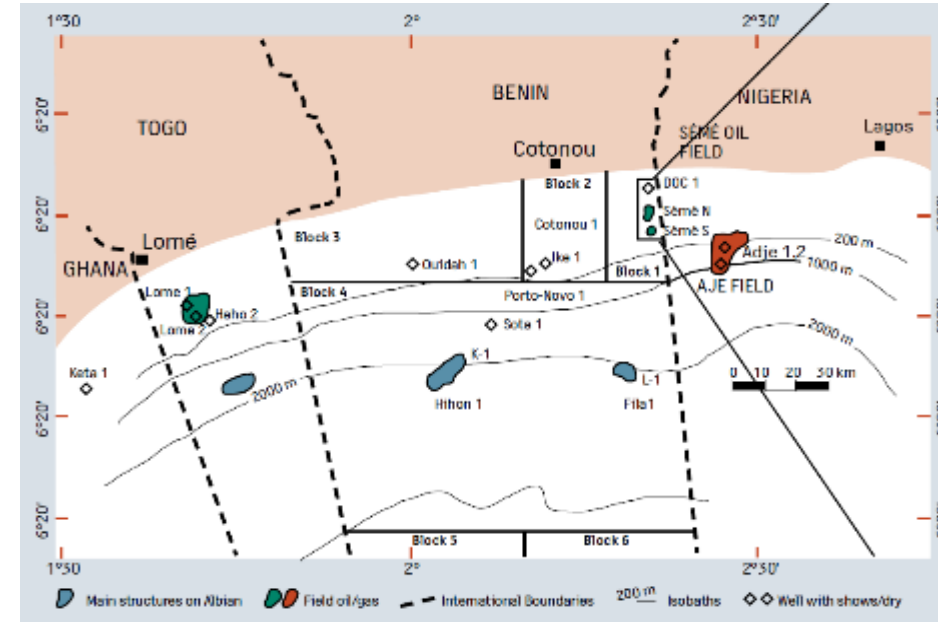 1°30
2°
2°30'
6°20'
6°20'
6°20'
6°20'
6°20'
BENIN
NIGERIA
TOGO
SÉMÉ OIL
FIELD
Lagos
Cotonou
Block 2
DOC 1
Cotonou 1
Sèmè N
Sèmè S
Lomé
Block 3
GHANA
Ouidah 1
Ike 1
Block 1
Adje 1.2
200 m
1000 m
AJE FIELD
Block 4
Porto-Novo 1
Lome 1
Haho 2
Lome 2
Sota 1
2000 m
Keta 1
K-1
L-1
2000 m
0 10 20 30 km
Hihon 1
Fila1
Block 5
Block 6
1°30
2°
2°30'
Main structures on Albian
Field oil/gas
International Boundaries
200 m
Isobaths
Well with shows/dry